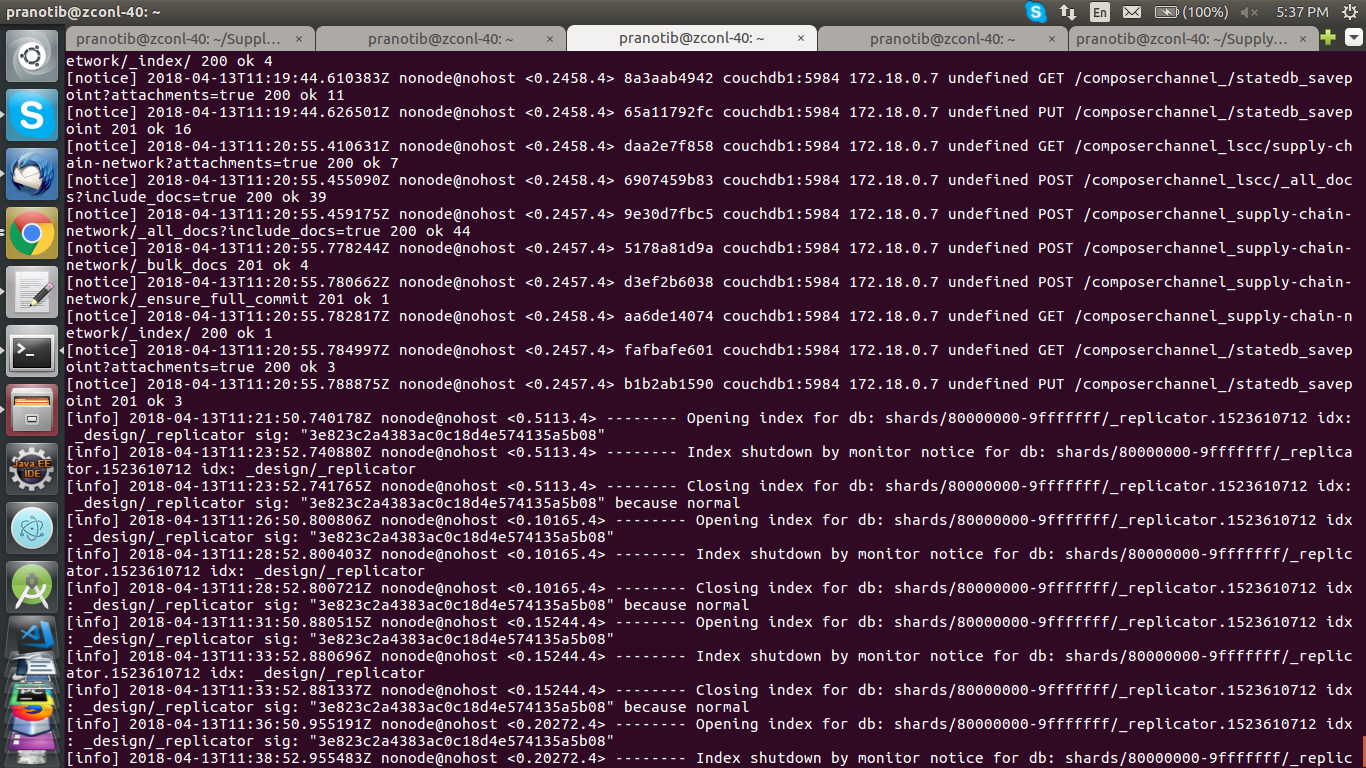 pranotib@zconl-40: ~
En
(100%)
5:37 PM
pranotib@zconl-40: ~/Suppl… ×
pranotib@zconl-40: ~ ×
pranotib@zconl-40: ~ ×
pranotib@zconl-40: ~ ×
pranotib@zconl-40: ~/Supply… ×
etwork/_index/ 200 ok 4
[notice] 2018-04-13T11:19:44.610383Z nonode@nohost <0.2458.4> 8a3aab4942 couchdb1:5984 172.18.0.7 undefined GET /composerchannel_/statedb_savep
oint?attachments=true 200 ok 11
[notice] 2018-04-13T11:19:44.626501Z nonode@nohost <0.2458.4> 65a11792fc couchdb1:5984 172.18.0.7 undefined PUT /composerchannel_/statedb_savep
oint 201 ok 16
[notice] 2018-04-13T11:20:55.410631Z nonode@nohost <0.2458.4> daa2e7f858 couchdb1:5984 172.18.0.7 undefined GET /composerchannel_lscc/supply-ch
ain-network?attachments=true 200 ok 7
[notice] 2018-04-13T11:20:55.455090Z nonode@nohost <0.2458.4> 6907459b83 couchdb1:5984 172.18.0.7 undefined POST /composerchannel_lscc/_all_doc
s?include_docs=true 200 ok 39
[notice] 2018-04-13T11:20:55.459175Z nonode@nohost <0.2457.4> 9e30d7fbc5 couchdb1:5984 172.18.0.7 undefined POST /composerchannel_supply-chain-
network/_all_docs?include_docs=true 200 ok 44
[notice] 2018-04-13T11:20:55.778244Z nonode@nohost <0.2457.4> 5178a81d9a couchdb1:5984 172.18.0.7 undefined POST /composerchannel_supply-chain-
network/_bulk_docs 201 ok 4
[notice] 2018-04-13T11:20:55.780662Z nonode@nohost <0.2457.4> d3ef2b6038 couchdb1:5984 172.18.0.7 undefined POST /composerchannel_supply-chain-
network/_ensure_full_commit 201 ok 1
[notice] 2018-04-13T11:20:55.782817Z nonode@nohost <0.2458.4> aa6de14074 couchdb1:5984 172.18.0.7 undefined GET /composerchannel_supply-chain-n
etwork/_index/ 200 ok 1
[notice] 2018-04-13T11:20:55.784997Z nonode@nohost <0.2458.4> fafbafe601 couchdb1:5984 172.18.0.7 undefined GET /composerchannel_/statedb_savep
oint?attachments=true 200 ok 3
[notice] 2018-04-13T11:20:55.788875Z nonode@nohost <0.2457.4> b1b2ab1590 couchdb1:5984 172.18.0.7 undefined PUT /composerchannel_/statedb_savep
oint 201 ok 3
[info] 2018-04-13T11:21:50.740178Z nonode@nohost <0.5113.4> -------- Opening index for db: shards/80000000-9fffffff/_replicator.1523610712 idx:
 _design/_replicator sig: "3e823c2a4383ac0c18d4e574135a5b08"
[info] 2018-04-13T11:23:52.740880Z nonode@nohost <0.5113.4> -------- Index shutdown by monitor notice for db: shards/80000000-9fffffff/_replica
tor.1523610712 idx: _design/_replicator
[info] 2018-04-13T11:23:52.741765Z nonode@nohost <0.5113.4> -------- Closing index for db: shards/80000000-9fffffff/_replicator.1523610712 idx:
 _design/_replicator sig: "3e823c2a4383ac0c18d4e574135a5b08" because normal
[info] 2018-04-13T11:26:50.800806Z nonode@nohost <0.10165.4> -------- Opening index for db: shards/80000000-9fffffff/_replicator.1523610712 idx
: _design/_replicator sig: "3e823c2a4383ac0c18d4e574135a5b08"
[info] 2018-04-13T11:28:52.800403Z nonode@nohost <0.10165.4> -------- Index shutdown by monitor notice for db: shards/80000000-9fffffff/_replic
ator.1523610712 idx: _design/_replicator
[info] 2018-04-13T11:28:52.800721Z nonode@nohost <0.10165.4> -------- Closing index for db: shards/80000000-9fffffff/_replicator.1523610712 idx
: _design/_replicator sig: "3e823c2a4383ac0c18d4e574135a5b08" because normal
[info] 2018-04-13T11:31:50.880515Z nonode@nohost <0.15244.4> -------- Opening index for db: shards/80000000-9fffffff/_replicator.1523610712 idx
: _design/_replicator sig: "3e823c2a4383ac0c18d4e574135a5b08"
[info] 2018-04-13T11:33:52.880696Z nonode@nohost <0.15244.4> -------- Index shutdown by monitor notice for db: shards/80000000-9fffffff/_replic
ator.1523610712 idx: _design/_replicator
[info] 2018-04-13T11:33:52.881337Z nonode@nohost <0.15244.4> -------- Closing index for db: shards/80000000-9fffffff/_replicator.1523610712 idx
: _design/_replicator sig: "3e823c2a4383ac0c18d4e574135a5b08" because normal
[info] 2018-04-13T11:36:50.955191Z nonode@nohost <0.20272.4> -------- Opening index for db: shards/80000000-9fffffff/_replicator.1523610712 idx
: _design/_replicator sig: "3e823c2a4383ac0c18d4e574135a5b08"
[info] 2018-04-13T11:38:52.955483Z nonode@nohost <0.20272.4> -------- Index shutdown by monitor notice for db: shards/80000000-9fffffff/_replic
Java EE
IDE